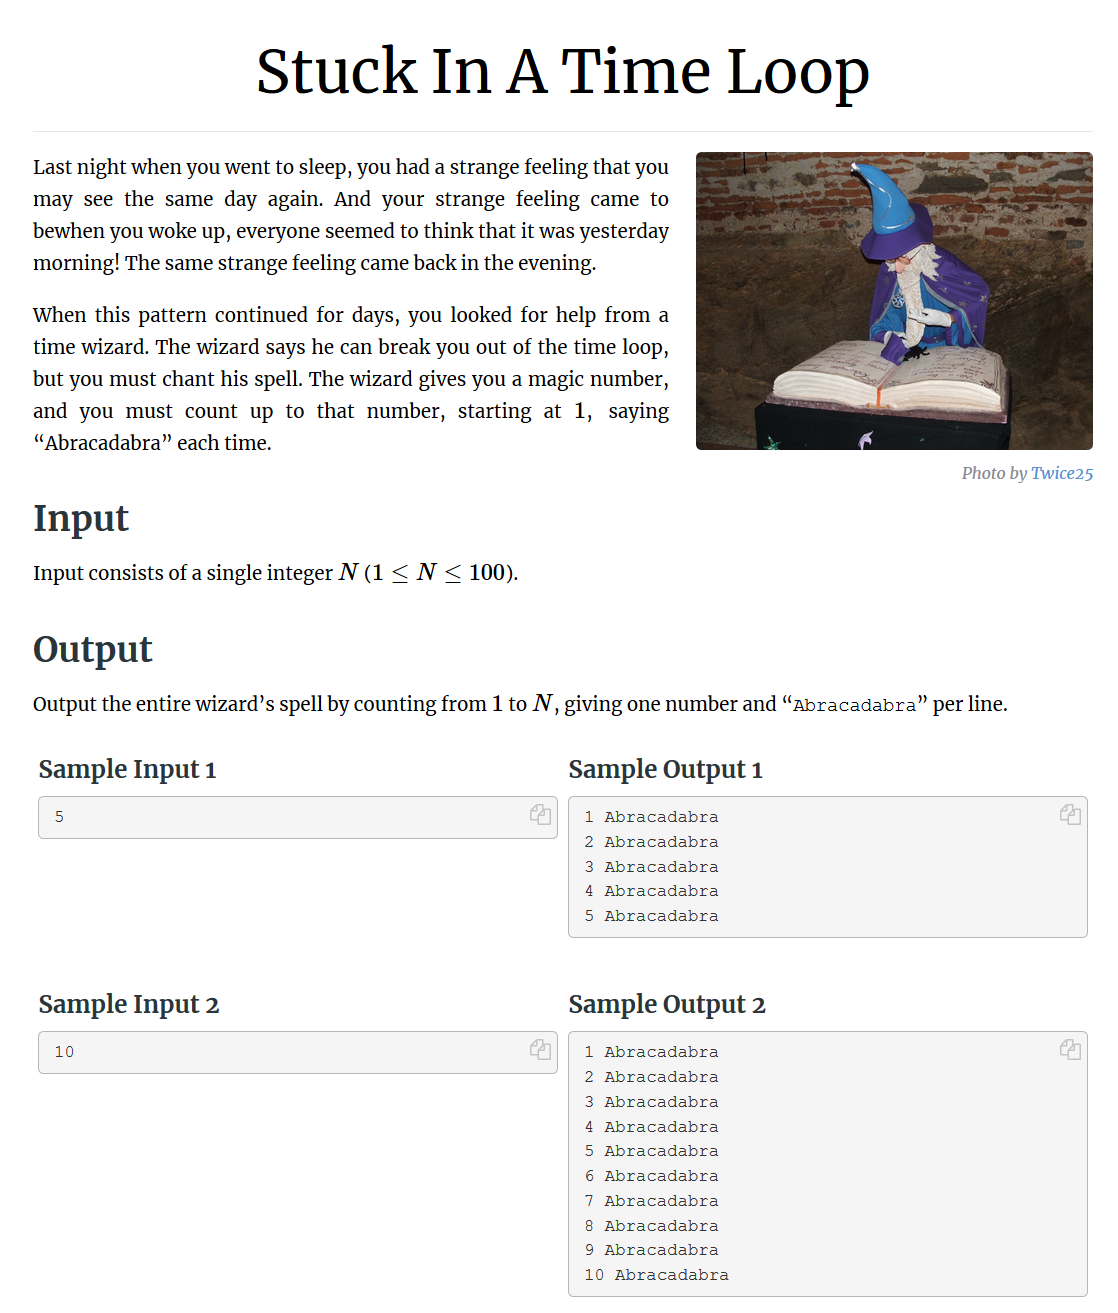 Stuck In A Time Loop
Last night when you went to sleep, you had a strange feeling that you
may see the same day again. And your strange feeling came to
bewhen you woke up, everyone seemed to think that it was yesterday
morning! The same strange feeling came back in the evening.
When this pattern continued for days, you looked for help from a
time wizard. The wizard says he can break you out of the time loop,
but you must chant his spell. The wizard gives you a magic number,
and you must count up to that number, starting at 1, saying
“Abracadabra” each time.
Photo by Twice25
Input
Input consists of a single integer N (1 ≤ N ≤ 100).
Output
Output the entire wizard’s spell by counting from 1 to N, giving one number and “Abracadabra” per line.
Sample Input 1
5
Sample Output 1
1 Abracadabra
2 Abracadabra
3 Abracadabra
4 Abracadabra
5 Abracadabra
Sample Input 2
10
Sample Output 2
1 Abracadabra
2 Abracadabra
3 Abracadabra
4 Abracadabra
5 Abracadabra
6 Abracadabra
7 Abracadabra
8 Abracadabra
9 Abracadabra
10 Abracadabra